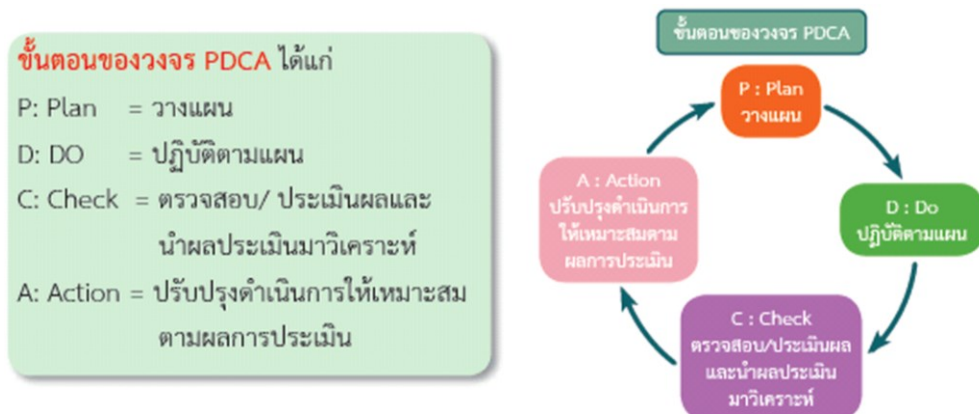 ขั้นตอนของวงจร PDCA ได้แก่
P: Plan = วางแผน
D: DO = ปฏิบัติตามแผน
C: Check = ตรวจสอบ/ ประเมินผลและ
นำผลประเมินมาวิเคราะห์
A: Action = ปรับปรุงดำเนินการให้เหมาะสม
ตามผลการประเมิน
ขั้นตอนของวงจร PDCA
P : Plan
วางแผน
D : Do
ปฏิบัติตามแผน
C : Check
ตรวจสอบ/ประเมินผล
และนำผลประเมิน
มาวิเคราะห์
A : Action
ปรับปรุงดำเนินการ
ให้เหมาะสมตาม
ผลการประเมิน